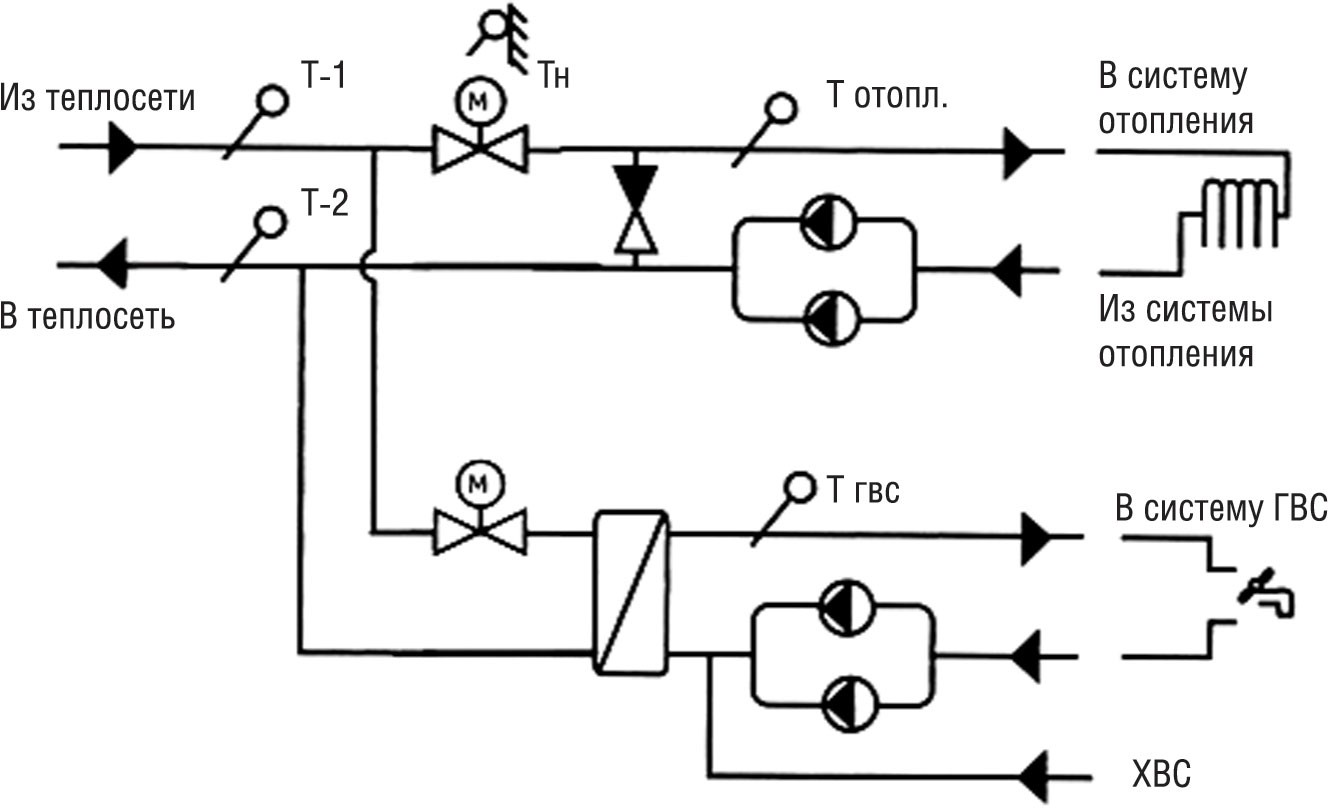 Из теплосети
Т-1
М
Тн
Т отопл.
В систему
отопления
Т-2
В теплосеть
Из системы
отопления
М
Т гвс
В систему ГВС
ХВС